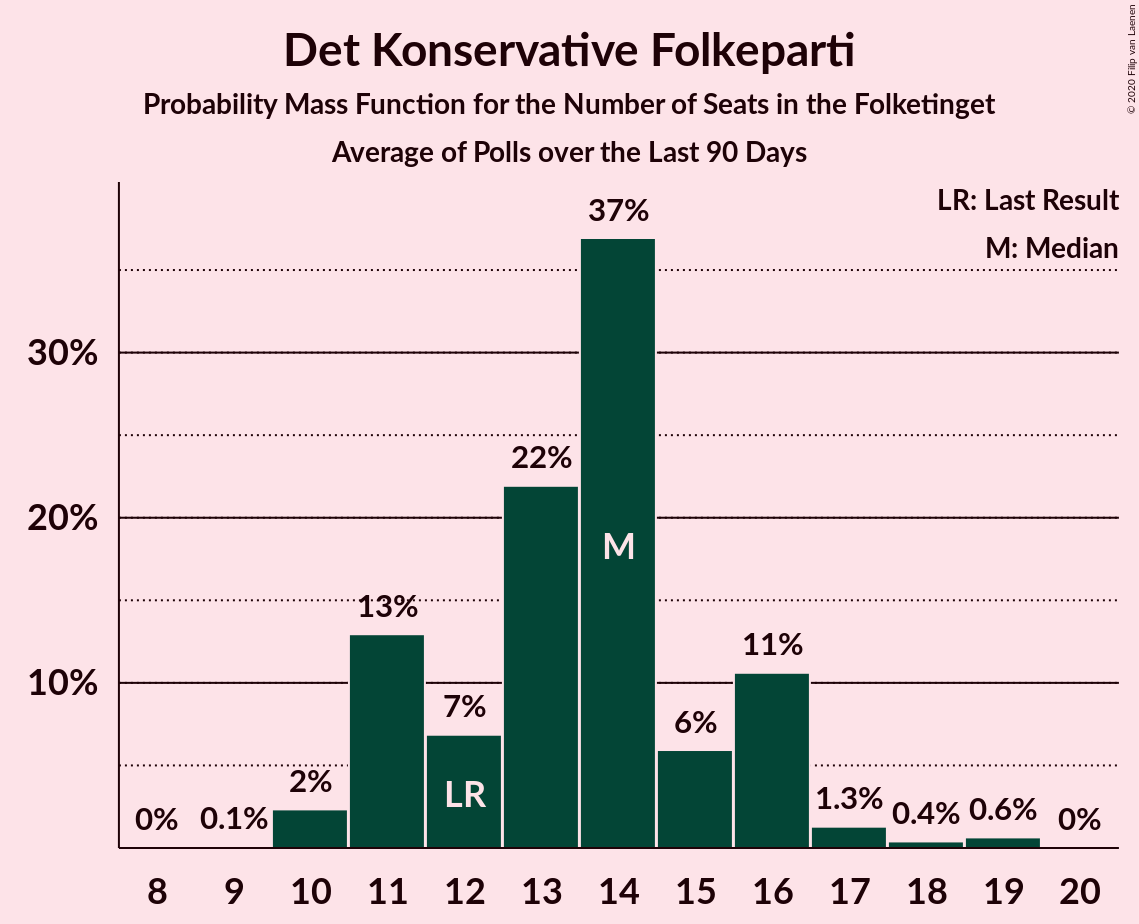 Det Konservative Folkeparti
Probability Mass Function for the Number of Seats in the Folketinget
Average of Polls over the Last 90 Days
© 2020 Filip van Laenen
LR: Last Result
M: Median
37%
30%
22%
20%
M
13%
11%
10%
7%
6%
2%
LR
1.3%
0.4%
0.6%
0%
0.1%
0%
8 9 10 11 12 13 14 15 16 17 18 19 20